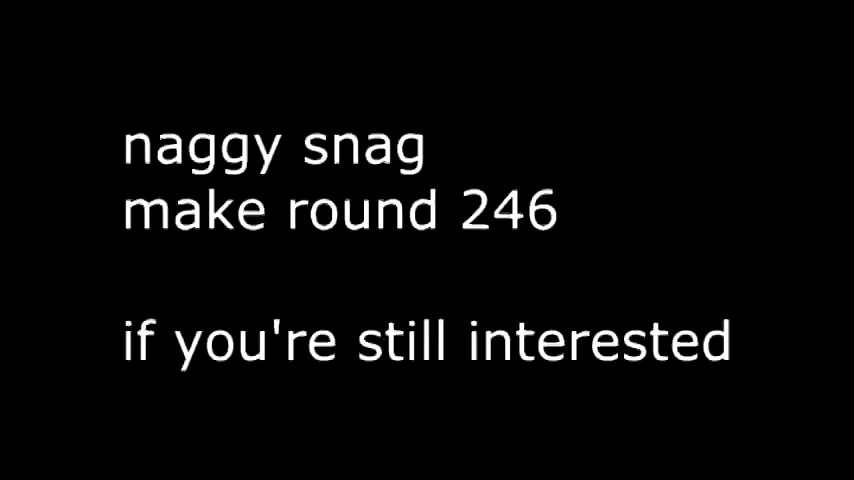 naggy snag
make round 246
if you're still interested